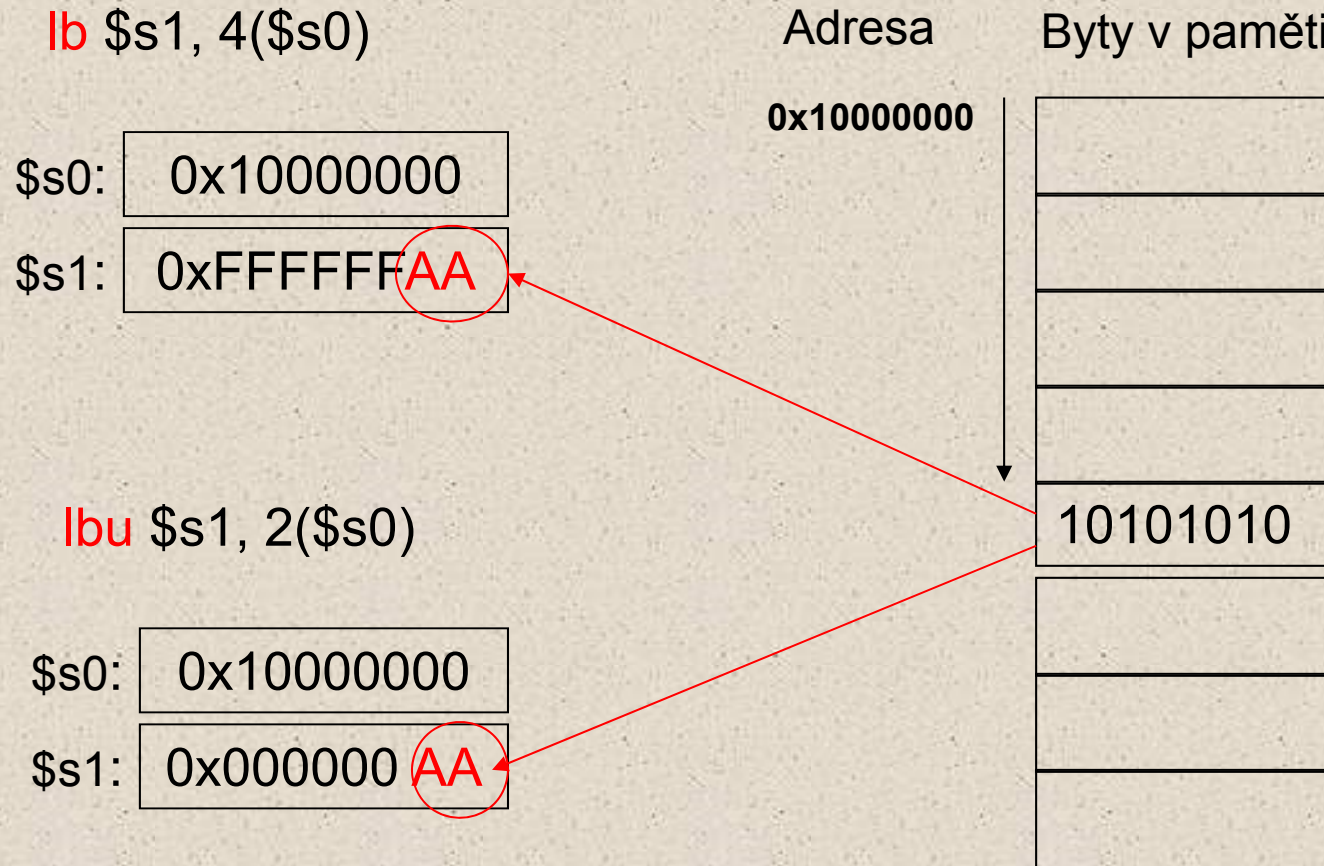 lb $s1, 4($s0)
Adresa
Byty v paměti
0x10000000
$s0: 0x10000000
$s1: 0xFFFFFFAA
lbu $s1, 2($s0)
10101010
$s0: 0x10000000
$s1: 0x000000 AA